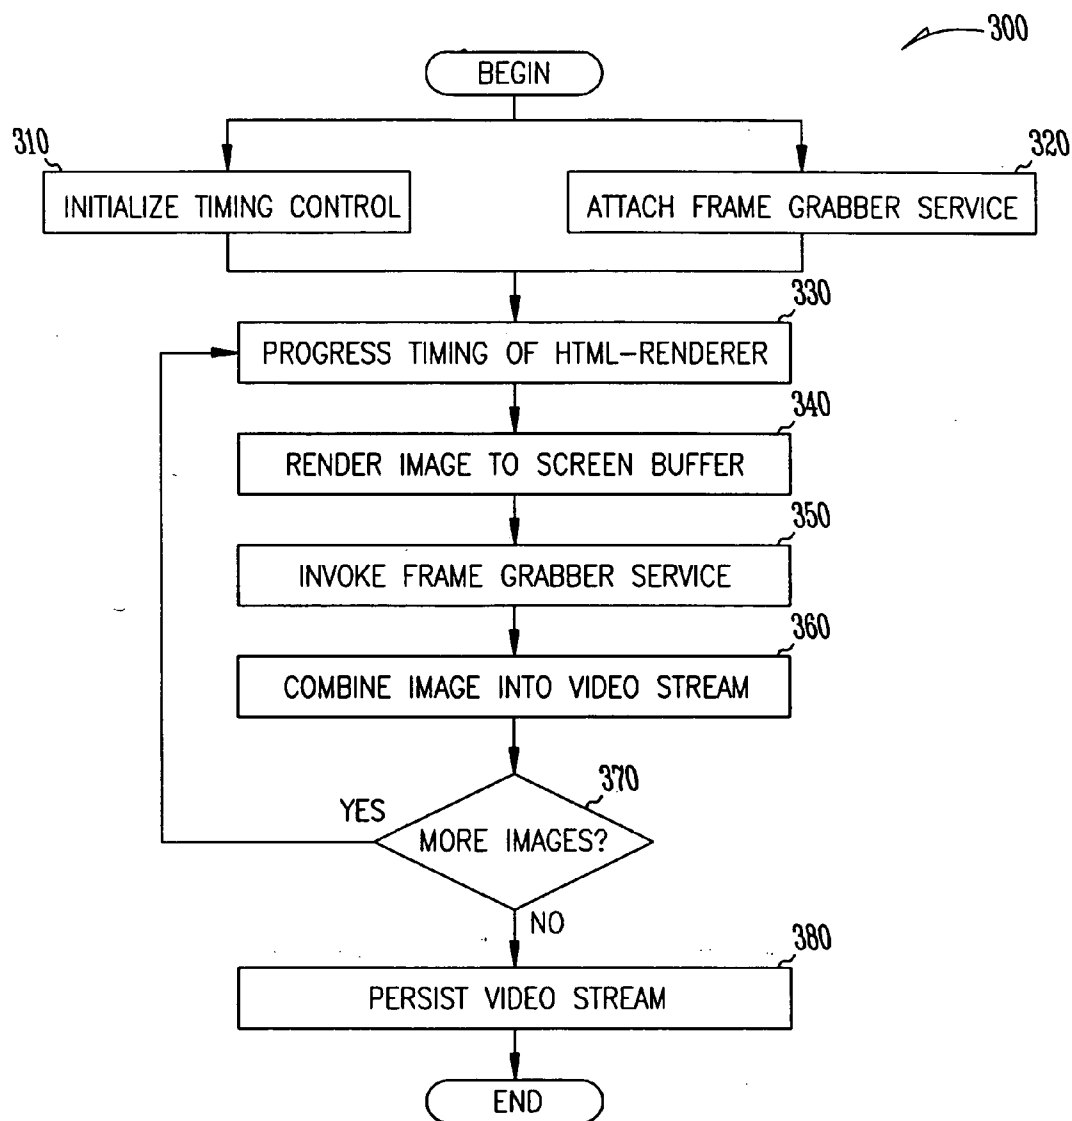 300
BEGIN
310
320
INITIALIZE TIMING CONTROL
ATTACH FRAME GRABBER SERVICE
330
PROGRESS TIMING OF HTML-RENDERER
340
RENDER IMAGE TO SCREEN BUFFER
350
INVOKE FRAME GRABBER SERVICE
360
COMBINE IMAGE INTO VIDEO STREAM
370
YES
MORE IMAGES?
NO
380
PERSIST VIDEO STREAM
END